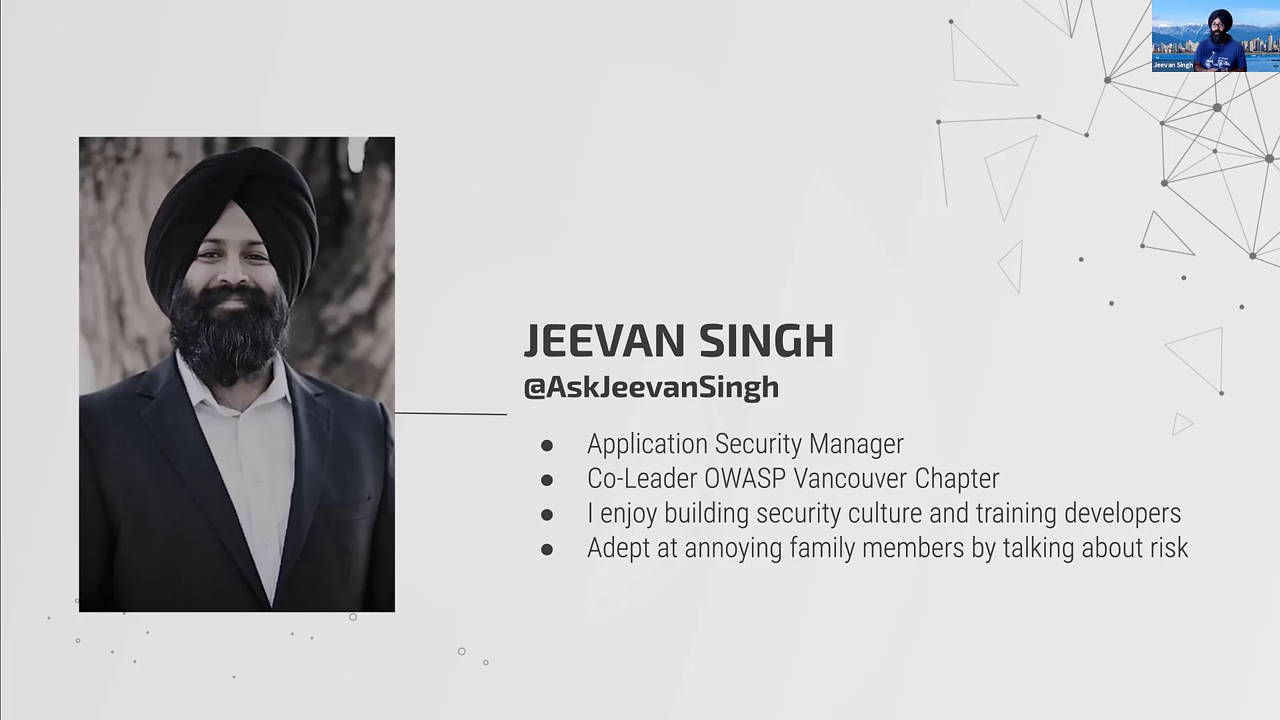 Jeevan Singh
JEEVAN SINGH
@AskJeevanSingh
● Application Security Manager
● Co-Leader OWASP Vancouver Chapter
● I enjoy building security culture and training developers
● Adept at annoying family members by talking about risk